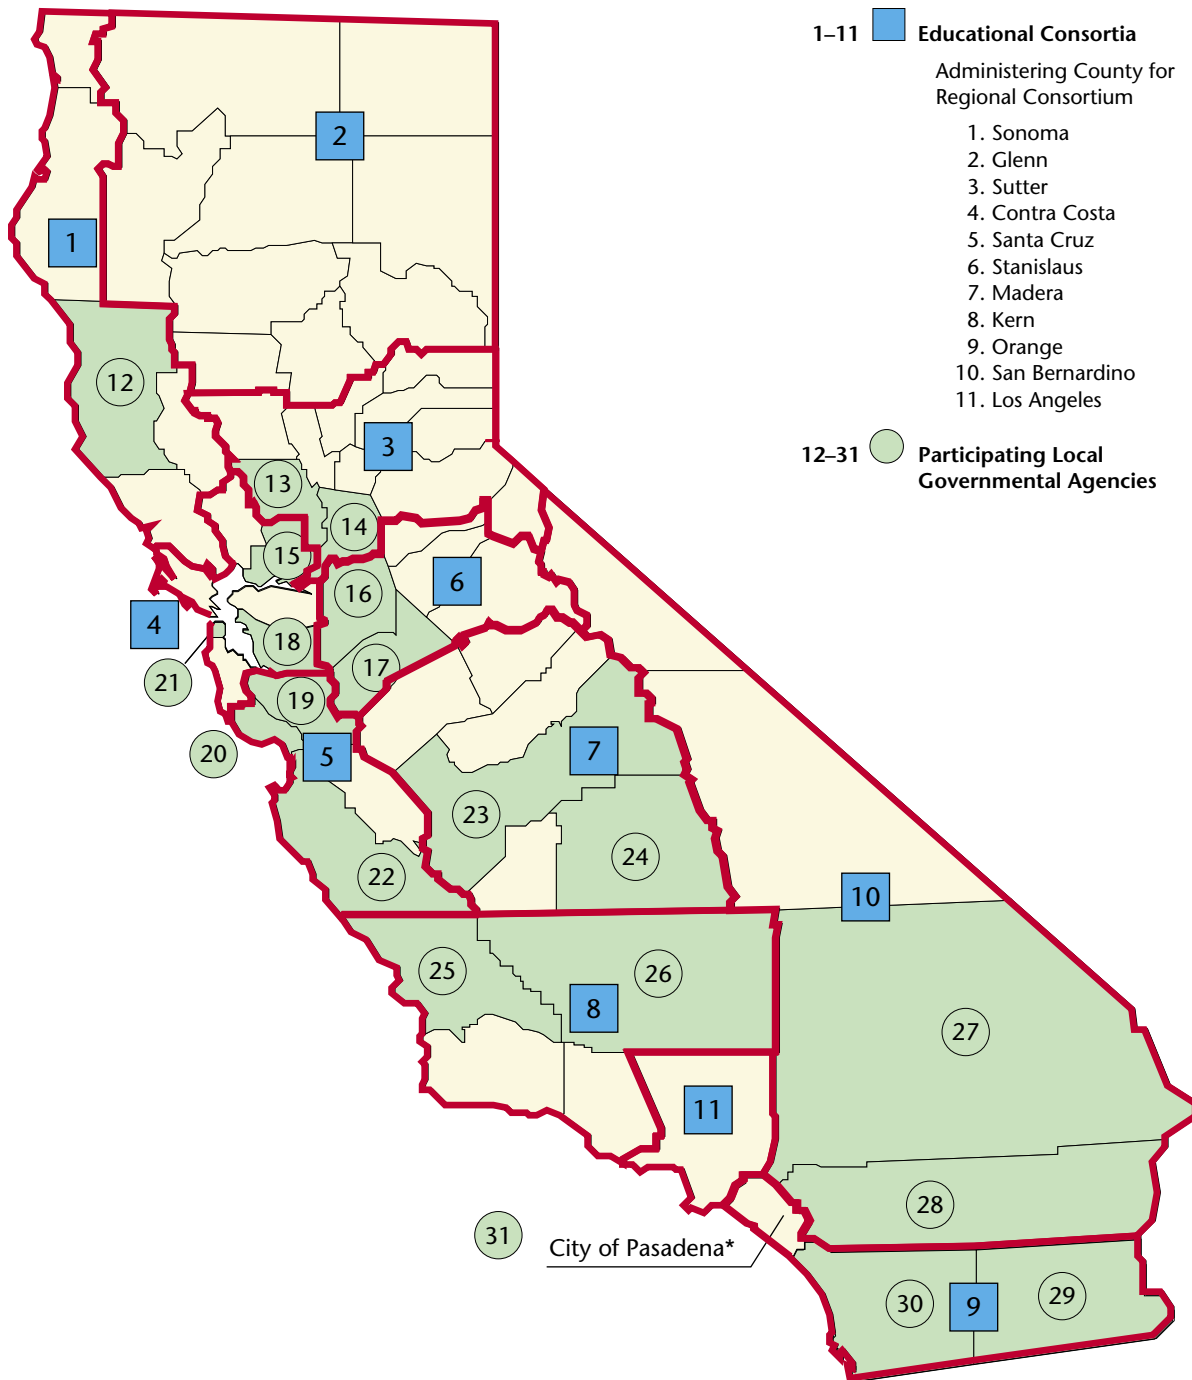 1–11 Educational Consortia
Administering County for
Regional Consortium
1. Sonoma
2. Glenn
3. Sutter
4. Contra Costa
5. Santa Cruz
6. Stanislaus
7. Madera
8. Kern
9. Orange
10. San Bernardino
11. Los Angeles
12–31 Participating Local
Governmental Agencies
2
1
12
3
13
14
15
16
6
4
18
17
21
19
20
5
7
23
24
22
10
25
26
8
27
11
28
31
City of Pasadena*
30
9
29